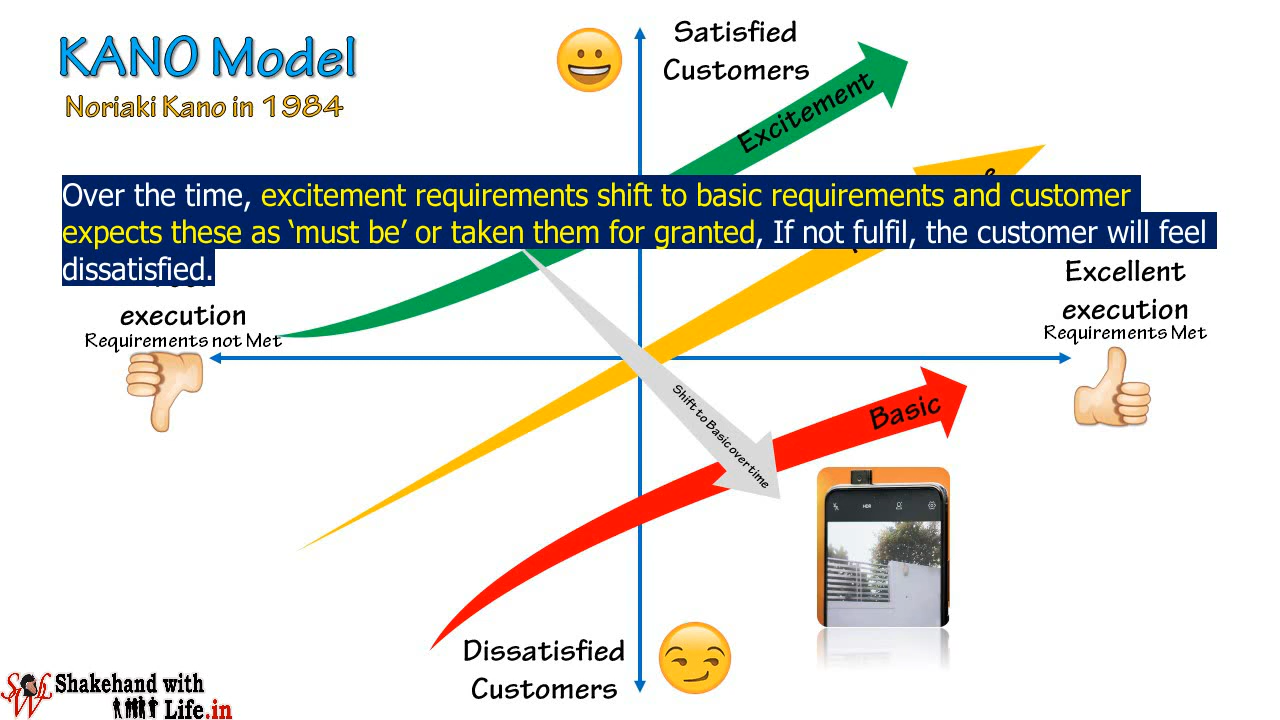 KANO Model
Noriaki Kano in 1984
Satisfied
Customers
Excitement
Over the time, excitement requirements shift to basic requirements and customer
expects these as ‘must be’ or taken them for granted, If not fulfil, the customer will feel
dissatisfied.
execution
Requirements not Met
Excellent
execution
Requirements Met
Shift to Basic over time
Basic
HDR
Dissatisfied
Customers
Shakehand with
Life.in